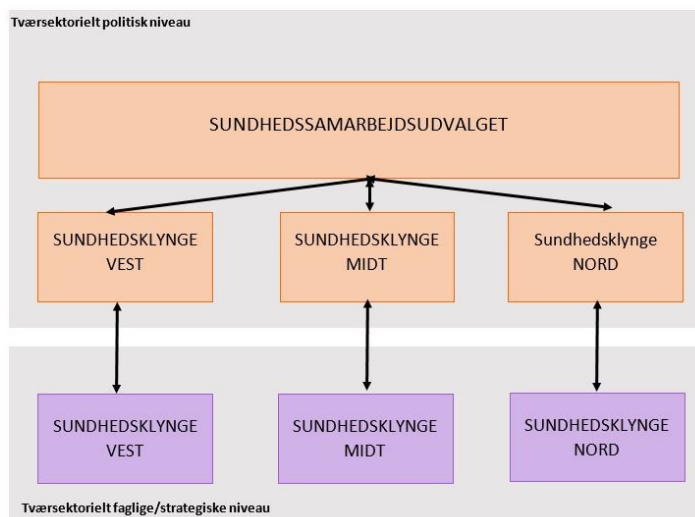 Tværsektorielt politisk niveau
SUNDHEDSSAMARBEJDSUDVALGET
SUNDHEDSKLYNGE
VEST
SUNDHEDSKLYNGE
MIDT
Sundhedsklynge
NORD
SUNDHEDSKLYNGE
VEST
SUNDHEDSKLYNGE
MIDT
SUNDHEDSKLYNGE
NORD
Tværsektorielt faglige/strategiske niveau